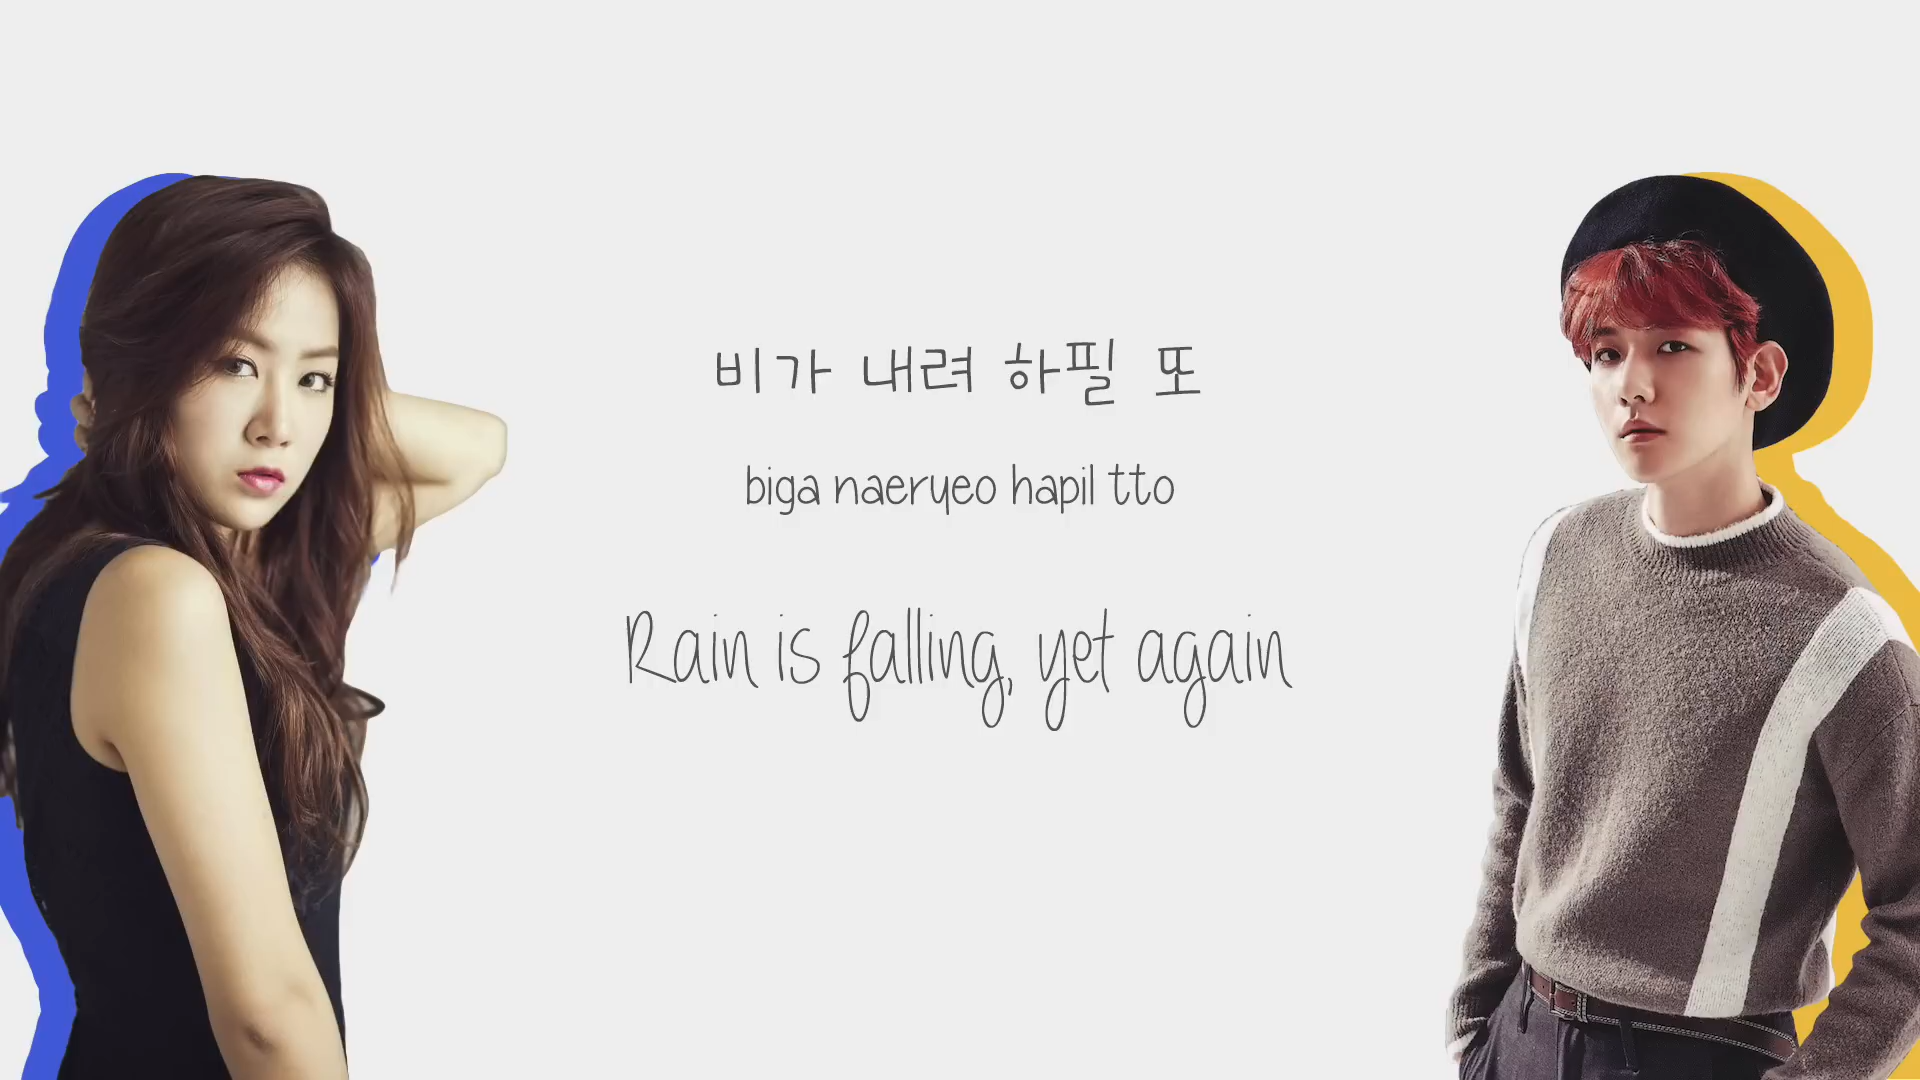 비가 내려 하필 또
biga naeryeo hapil tto
Rain is falling, yet again